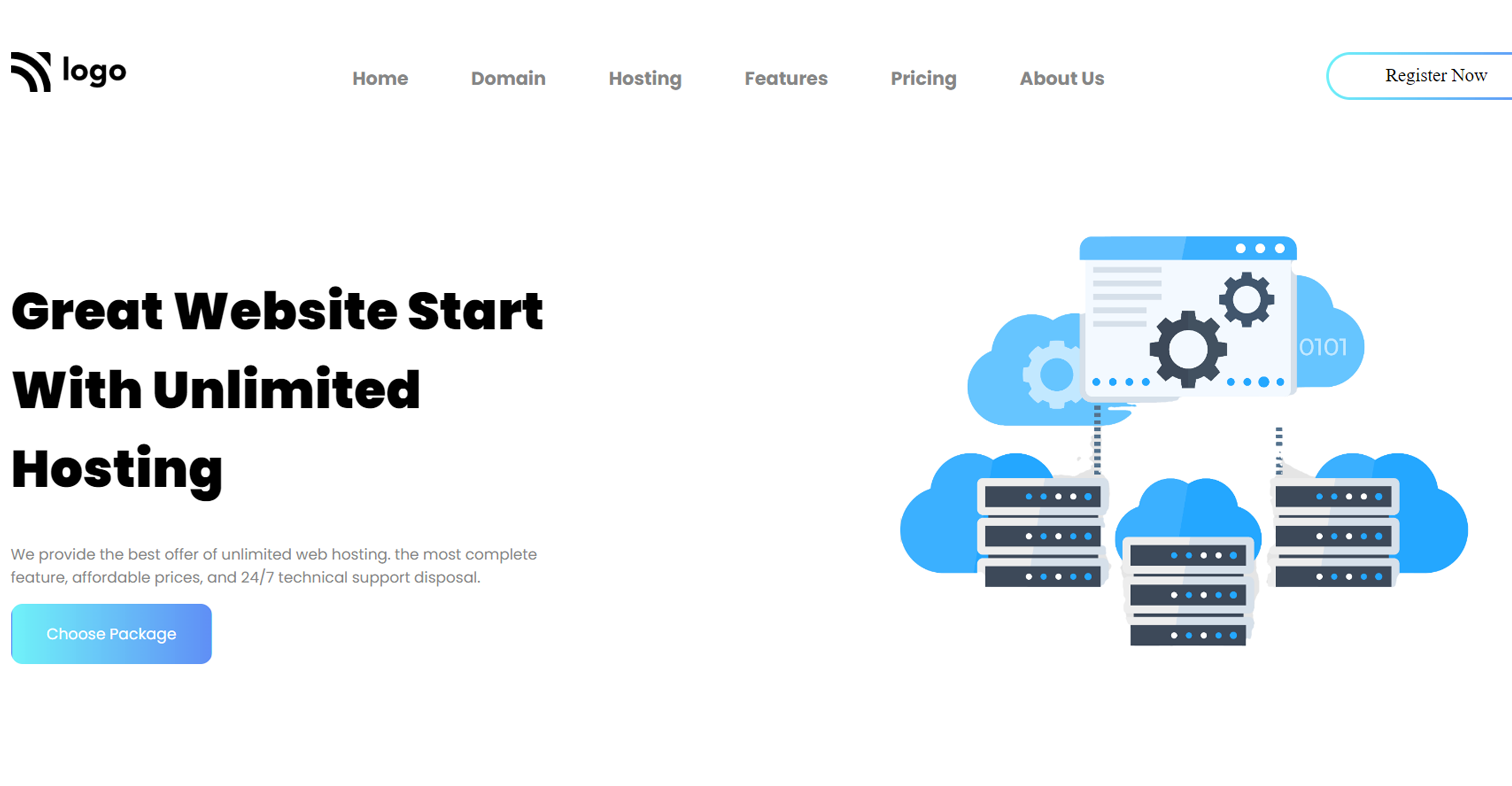 logo
Home Domain Hosting Features Pricing About Us
Register Now
Great Website Start
With Unlimited
Hosting
0101
We provide the best offer of unlimited web hosting. the most complete
feature, affordable prices, and 24/7 technical support disposal.
Choose Package